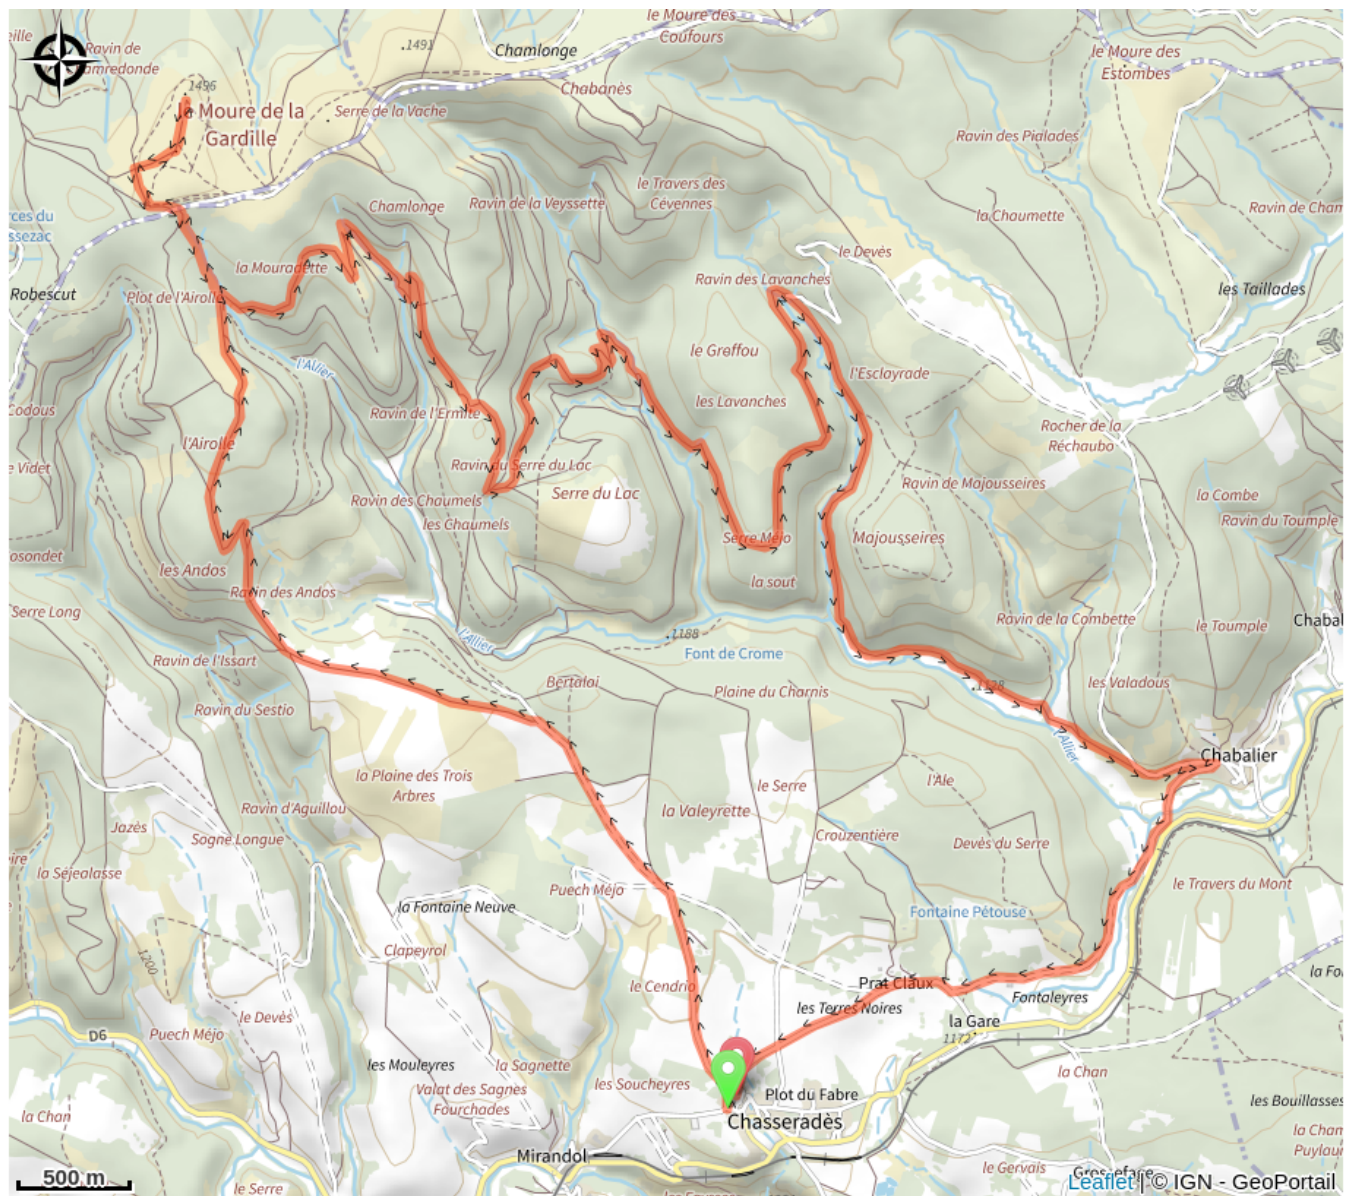 le Moure des
Coufours
eille
Ravin de
amredonde
.1491
Chamlonge
le Moure des
Estombes
1496
Chabanès
la Moure de la
Gardille
Serre de la Vache
Ravin des Pialades
le Travers des
Cévennes
Chamlonge
Ravin de la Veyssette
la Chaumette
Ravin de Cham
rces du
ssezac
la Mouradette
le Devès
Ravin des Lavanches
Robescut
Plot de l'Airolle
les Taillades
l'Allier
le Greffou
l'Esclayrade
Codous
Ravin de l'Ermite
les Lavanches
Rocher de la
Réchaubo
l'Airolle
e Videt
Ravin du Serre du Lac
Ravin des Chaumels
Serre du Lac
Ravin de Majousseires
la Combe
les Chaumels
Ravin du Toumple
Serre Méjo
Majousseires
osondet
les Andos
la sout
Ravin des Andos
Serre Long
Ravin de la Combette
le Toumple
Chabal
l'Allier
.1188
Font de Crome
Ravin de l'Issart
Bertaloi
Plaine du Charnis
.1128
les Valadous
Ravin du Sestio
l'Allier
Chabalier
la Plaine des Trois
Arbres
le Serre
l'Ale
Ravin d'Aguillou
la Valeyrette
Jazès
Sogne Longue
Crouzentière
Devès du Serre
aire
la Séjealasse
Puech Méjo
le Travers du Mont
la Fontaine Neuve
Fontaine Pétouse
Clapeyrol
1200
la Fo
le Cendrio
Prat Claux
Fontaleyres
les Terres Noires
le Devès
la Gare
D6
Puech Méjo
1172
les Mouleyres
la Sagnette
les Soucheyres
la Chan
Valat des Sagnes
Fourchades
Plot du Fabre
les Bouillasses
la Chan
Chasseradès
la Cham
Puylau
Mirandol
le Gervais
Grosseface
500 m
Leaflet | © IGN - GeoPortail
le Serre